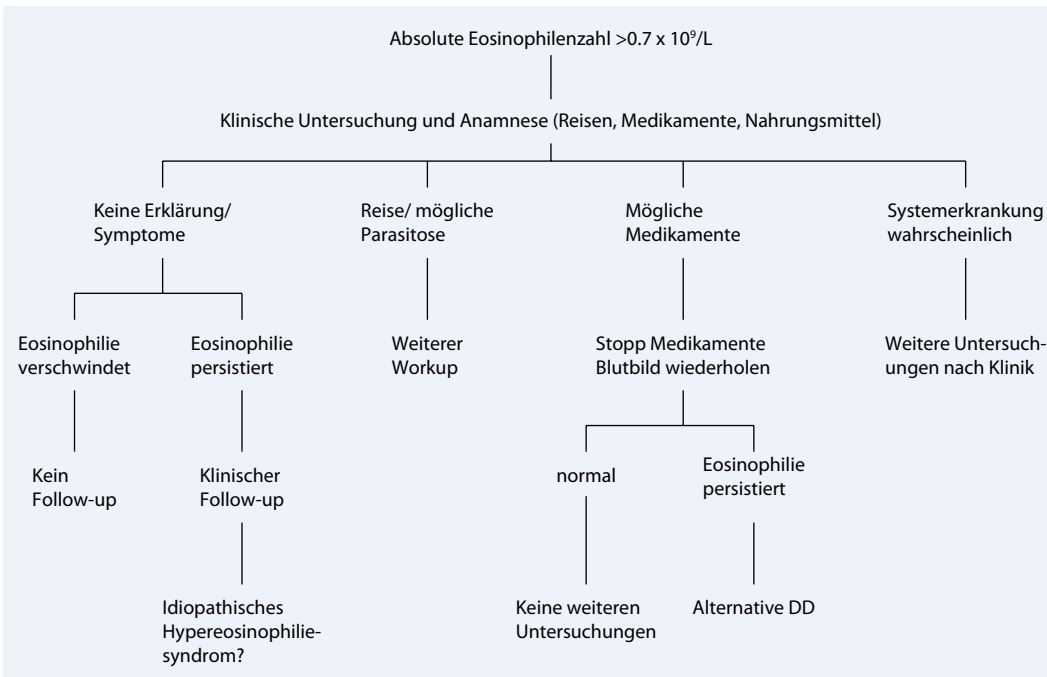 Absolute Eosinophilenzahl >0.7 x 10⁹/L
Klinische Untersuchung und Anamnese (Reisen, Medikamente, Nahrungsmittel)
Keine Erklärung/
Symptome
Reise/ mögliche
Parasitose
Mögliche
Medikamente
Systemerkrankung
wahrscheinlich
Eosinophilie
verschwindet
Eosinophilie
persistiert
Weiterer
Workup
Stopp Medikamente
Blutbild wiederholen
Weitere Untersuch-
ungen nach Klinik
Kein
Follow-up
Klinischer
Follow-up
normal
Eosinophilie
persistiert
Idiopathisches
Hypereosinophilie-
syndrom?
Keine weiteren
Untersuchungen
Alternative DD